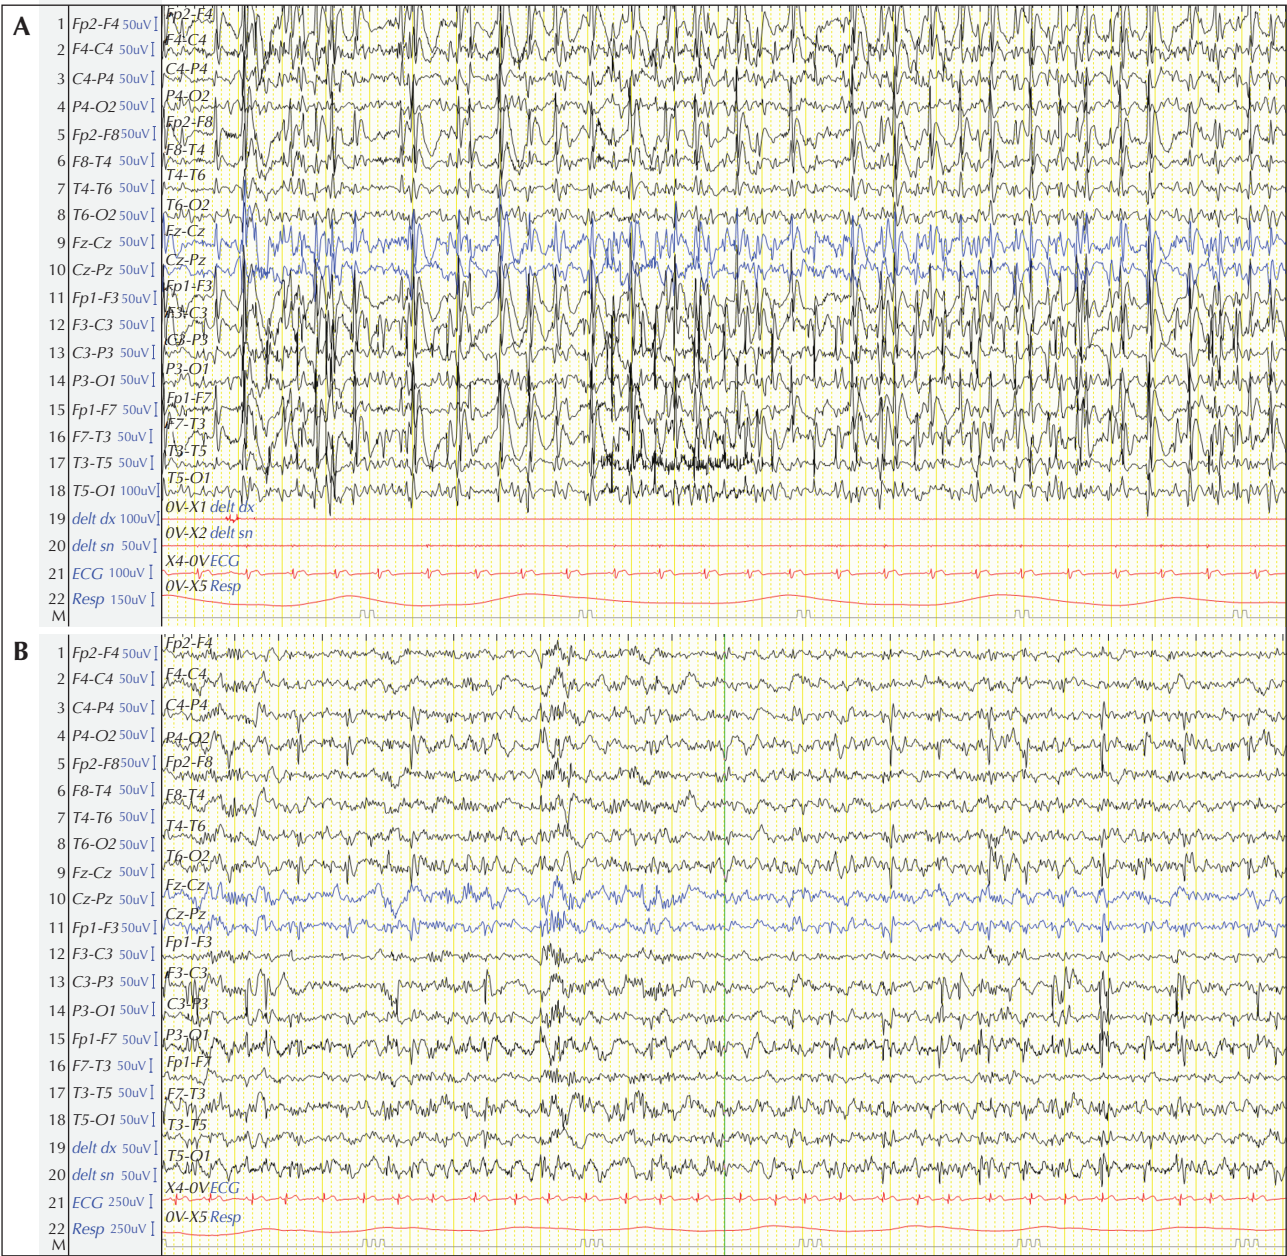 A
1 Fp2-F4 50uV Fp2-F4
2 F4-C4 50uV F4-C4
3 C4-P4 50uV C4-P4
4 P4-O2 50uV P4-O2
5 Fp2-F8 50uV Fp2-F8
6 F8-T4 50uV F8-T4
7 T4-T6 50uV T4-T6
8 T6-O2 50uV T6-O2
9 Fz-Cz 50uV Fz-Cz
10 Cz-Pz 50uV Cz-Pz
11 Fp1-F3 50uV Fp1-F3
12 F3-C3 50uV F3-C3
13 C3-P3 50uV C3-P3
14 P3-O1 50uV P3-O1
15 Fp1-F7 50uV Fp1-F7
16 F7-T3 50uV F7-T3
17 T3-T5 50uV T3-T5
18 T5-O1 100uV T5-O1
19 delt dx 100uV 0V-X1 delt dx
20 delt sn 50uV 0V-X2 delt sn
21 ECG 100uV X4-0V ECG
22 Resp 150uV 0V-X5 Resp
M
B
1 Fp2-F4 50uV Fp2-F4
2 F4-C4 50uV F4-C4
3 C4-P4 50uV C4-P4
4 P4-O2 50uV P4-O2
5 Fp2-F8 50uV Fp2-F8
6 F8-T4 50uV F8-T4
7 T4-T6 50uV T4-T6
8 T6-O2 50uV T6-O2
9 Fz-Cz 50uV Fz-Cz
10 Cz-Pz 50uV Cz-Pz
11 Fp1-F3 50uV Fp1-F3
12 F3-C3 50uV F3-C3
13 C3-P3 50uV C3-P3
14 P3-O1 50uV P3-O1
15 Fp1-F7 50uV Fp1-F7
16 F7-T3 50uV F7-T3
17 T3-T5 50uV T3-T5
18 T5-O1 50uV T5-O1
19 delt dx 50uV
20 delt sn 50uV
21 ECG 250uV X4-0V ECG
22 Resp 250uV 0V-X5 Resp
M